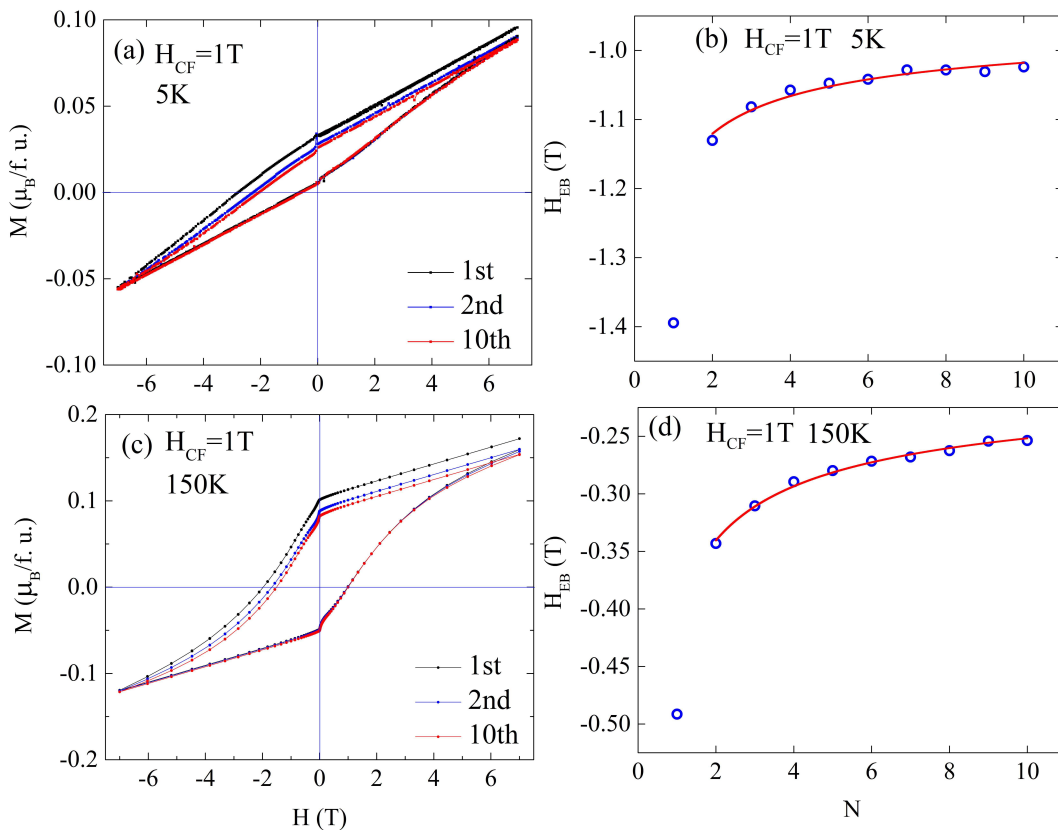 (a) H_CF=1T
5K
M (μ_B/f. u.)
0.10
0.05
0.00
-0.05
-0.10
-6 -4 -2 0 2 4 6
1st
2nd
10th
(b) H_CF=1T 5K
H_EB (T)
-1.0
-1.1
-1.2
-1.3
-1.4
0 2 4 6 8 10
(c) H_CF=1T
150K
M (μ_B/f. u.)
0.2
0.1
0.0
-0.1
-0.2
-6 -4 -2 0 2 4 6
H (T)
1st
2nd
10th
(d) H_CF=1T 150K
H_EB (T)
-0.25
-0.30
-0.35
-0.40
-0.45
-0.50
0 2 4 6 8 10
N